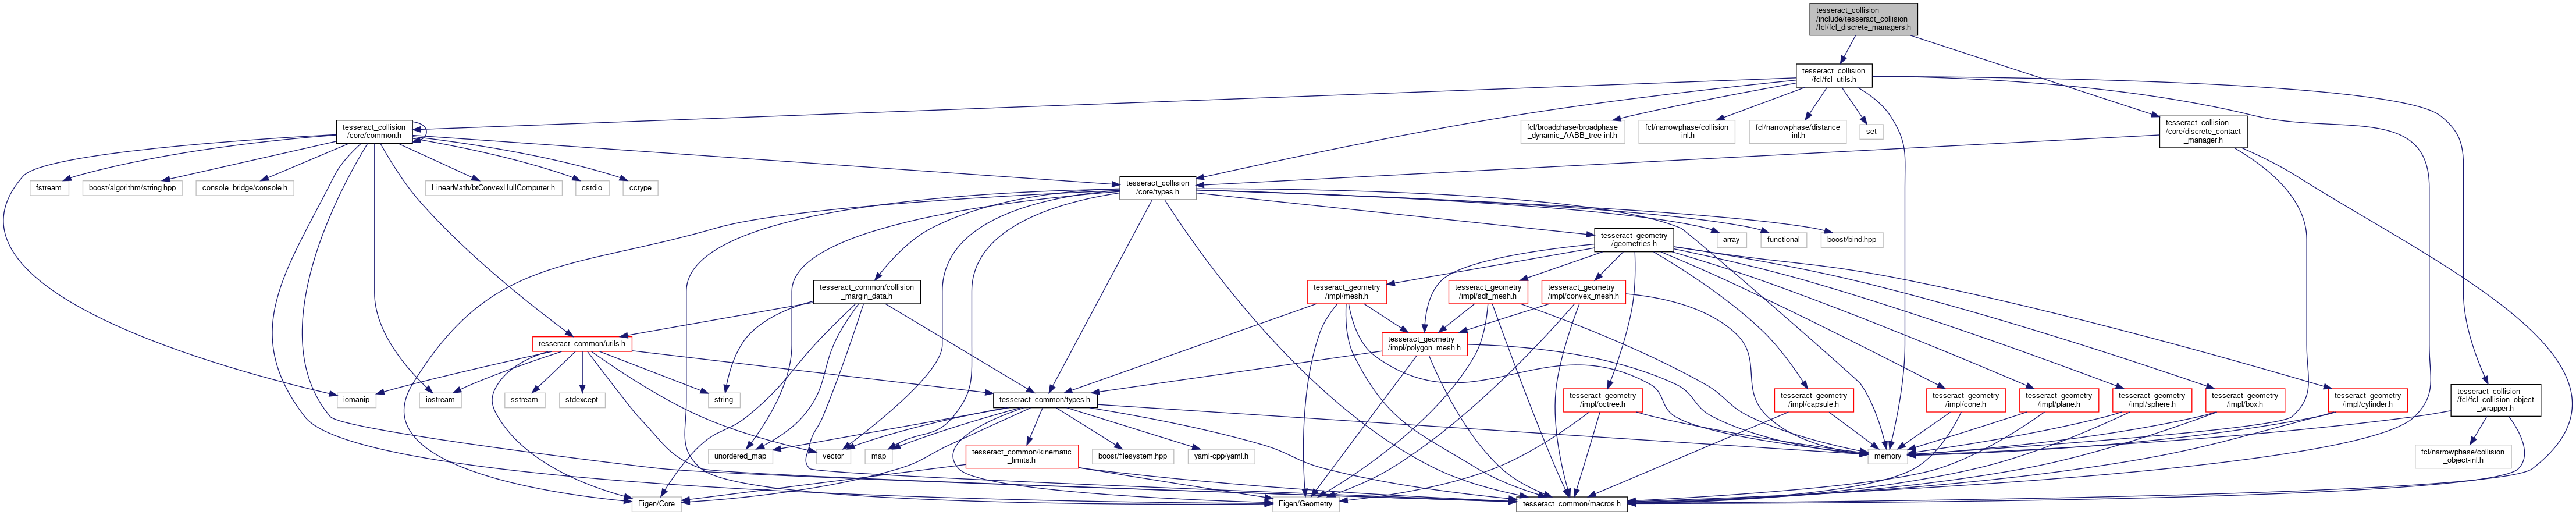 tesseract_collision
/include/tesseract_collision
/fcl/fcl_discrete_managers.h
tesseract_collision
/fcl/fcl_utils.h
tesseract_collision
/core/common.h
fcl/broadphase/broadphase
_dynamic_AABB_tree-inl.h
fcl/narrowphase/collision
-inl.h
fcl/narrowphase/distance
-inl.h
set
tesseract_collision
/core/discrete_contact
_manager.h
fstream
boost/algorithm/string.hpp
console_bridge/console.h
LinearMath/btConvexHullComputer.h
cstdio
cctype
tesseract_collision
/core/types.h
tesseract_geometry
/geometries.h
array
functional
boost/bind.hpp
tesseract_common/collision
_margin_data.h
tesseract_geometry
/impl/mesh.h
tesseract_geometry
/impl/sdf_mesh.h
tesseract_geometry
/impl/convex_mesh.h
tesseract_common/utils.h
tesseract_geometry
/impl/polygon_mesh.h
iomanip
iostream
sstream
stdexcept
string
tesseract_common/types.h
tesseract_geometry
/impl/octree.h
tesseract_geometry
/impl/capsule.h
tesseract_geometry
/impl/cone.h
tesseract_geometry
/impl/plane.h
tesseract_geometry
/impl/sphere.h
tesseract_geometry
/impl/box.h
tesseract_geometry
/impl/cylinder.h
tesseract_collision
/fcl/fcl_collision_object
_wrapper.h
unordered_map
vector
map
tesseract_common/kinematic
_limits.h
boost/filesystem.hpp
yaml-cpp/yaml.h
memory
fcl/narrowphase/collision
_object-inl.h
Eigen/Core
Eigen/Geometry
tesseract_common/macros.h